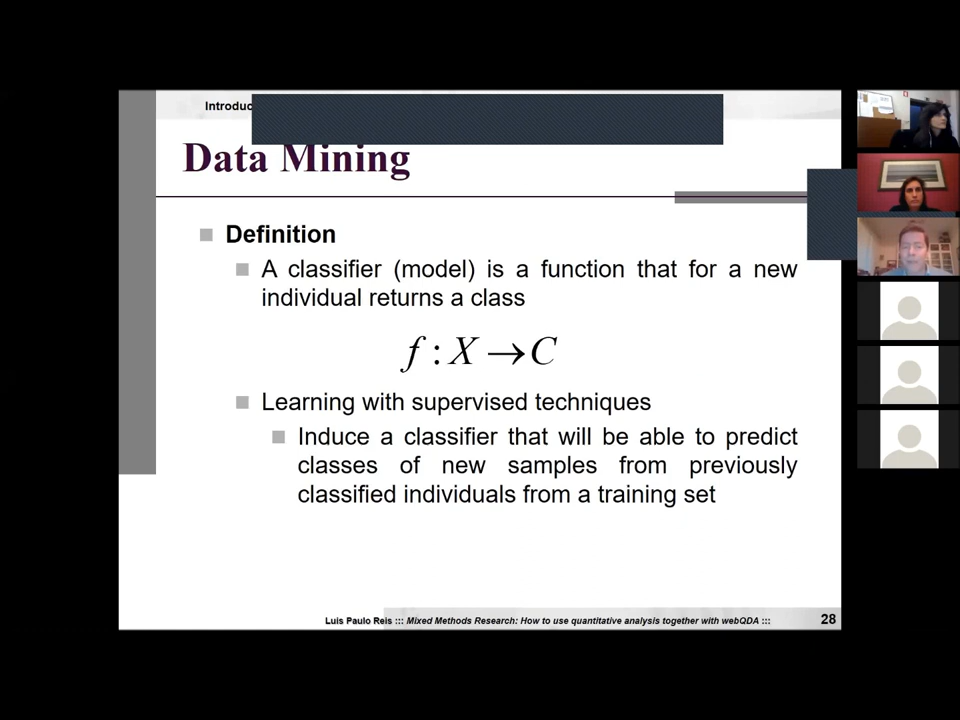 Data Mining
Definition
A classifier (model) is a function that for a new
individual returns a class
f : X → C
Learning with supervised techniques
Induce a classifier that will be able to predict
classes of new samples from previously
classified individuals from a training set
Luis Paulo Reis ::: Mixed Methods Research: How to use quantitative analysis together with webQDA :::
28